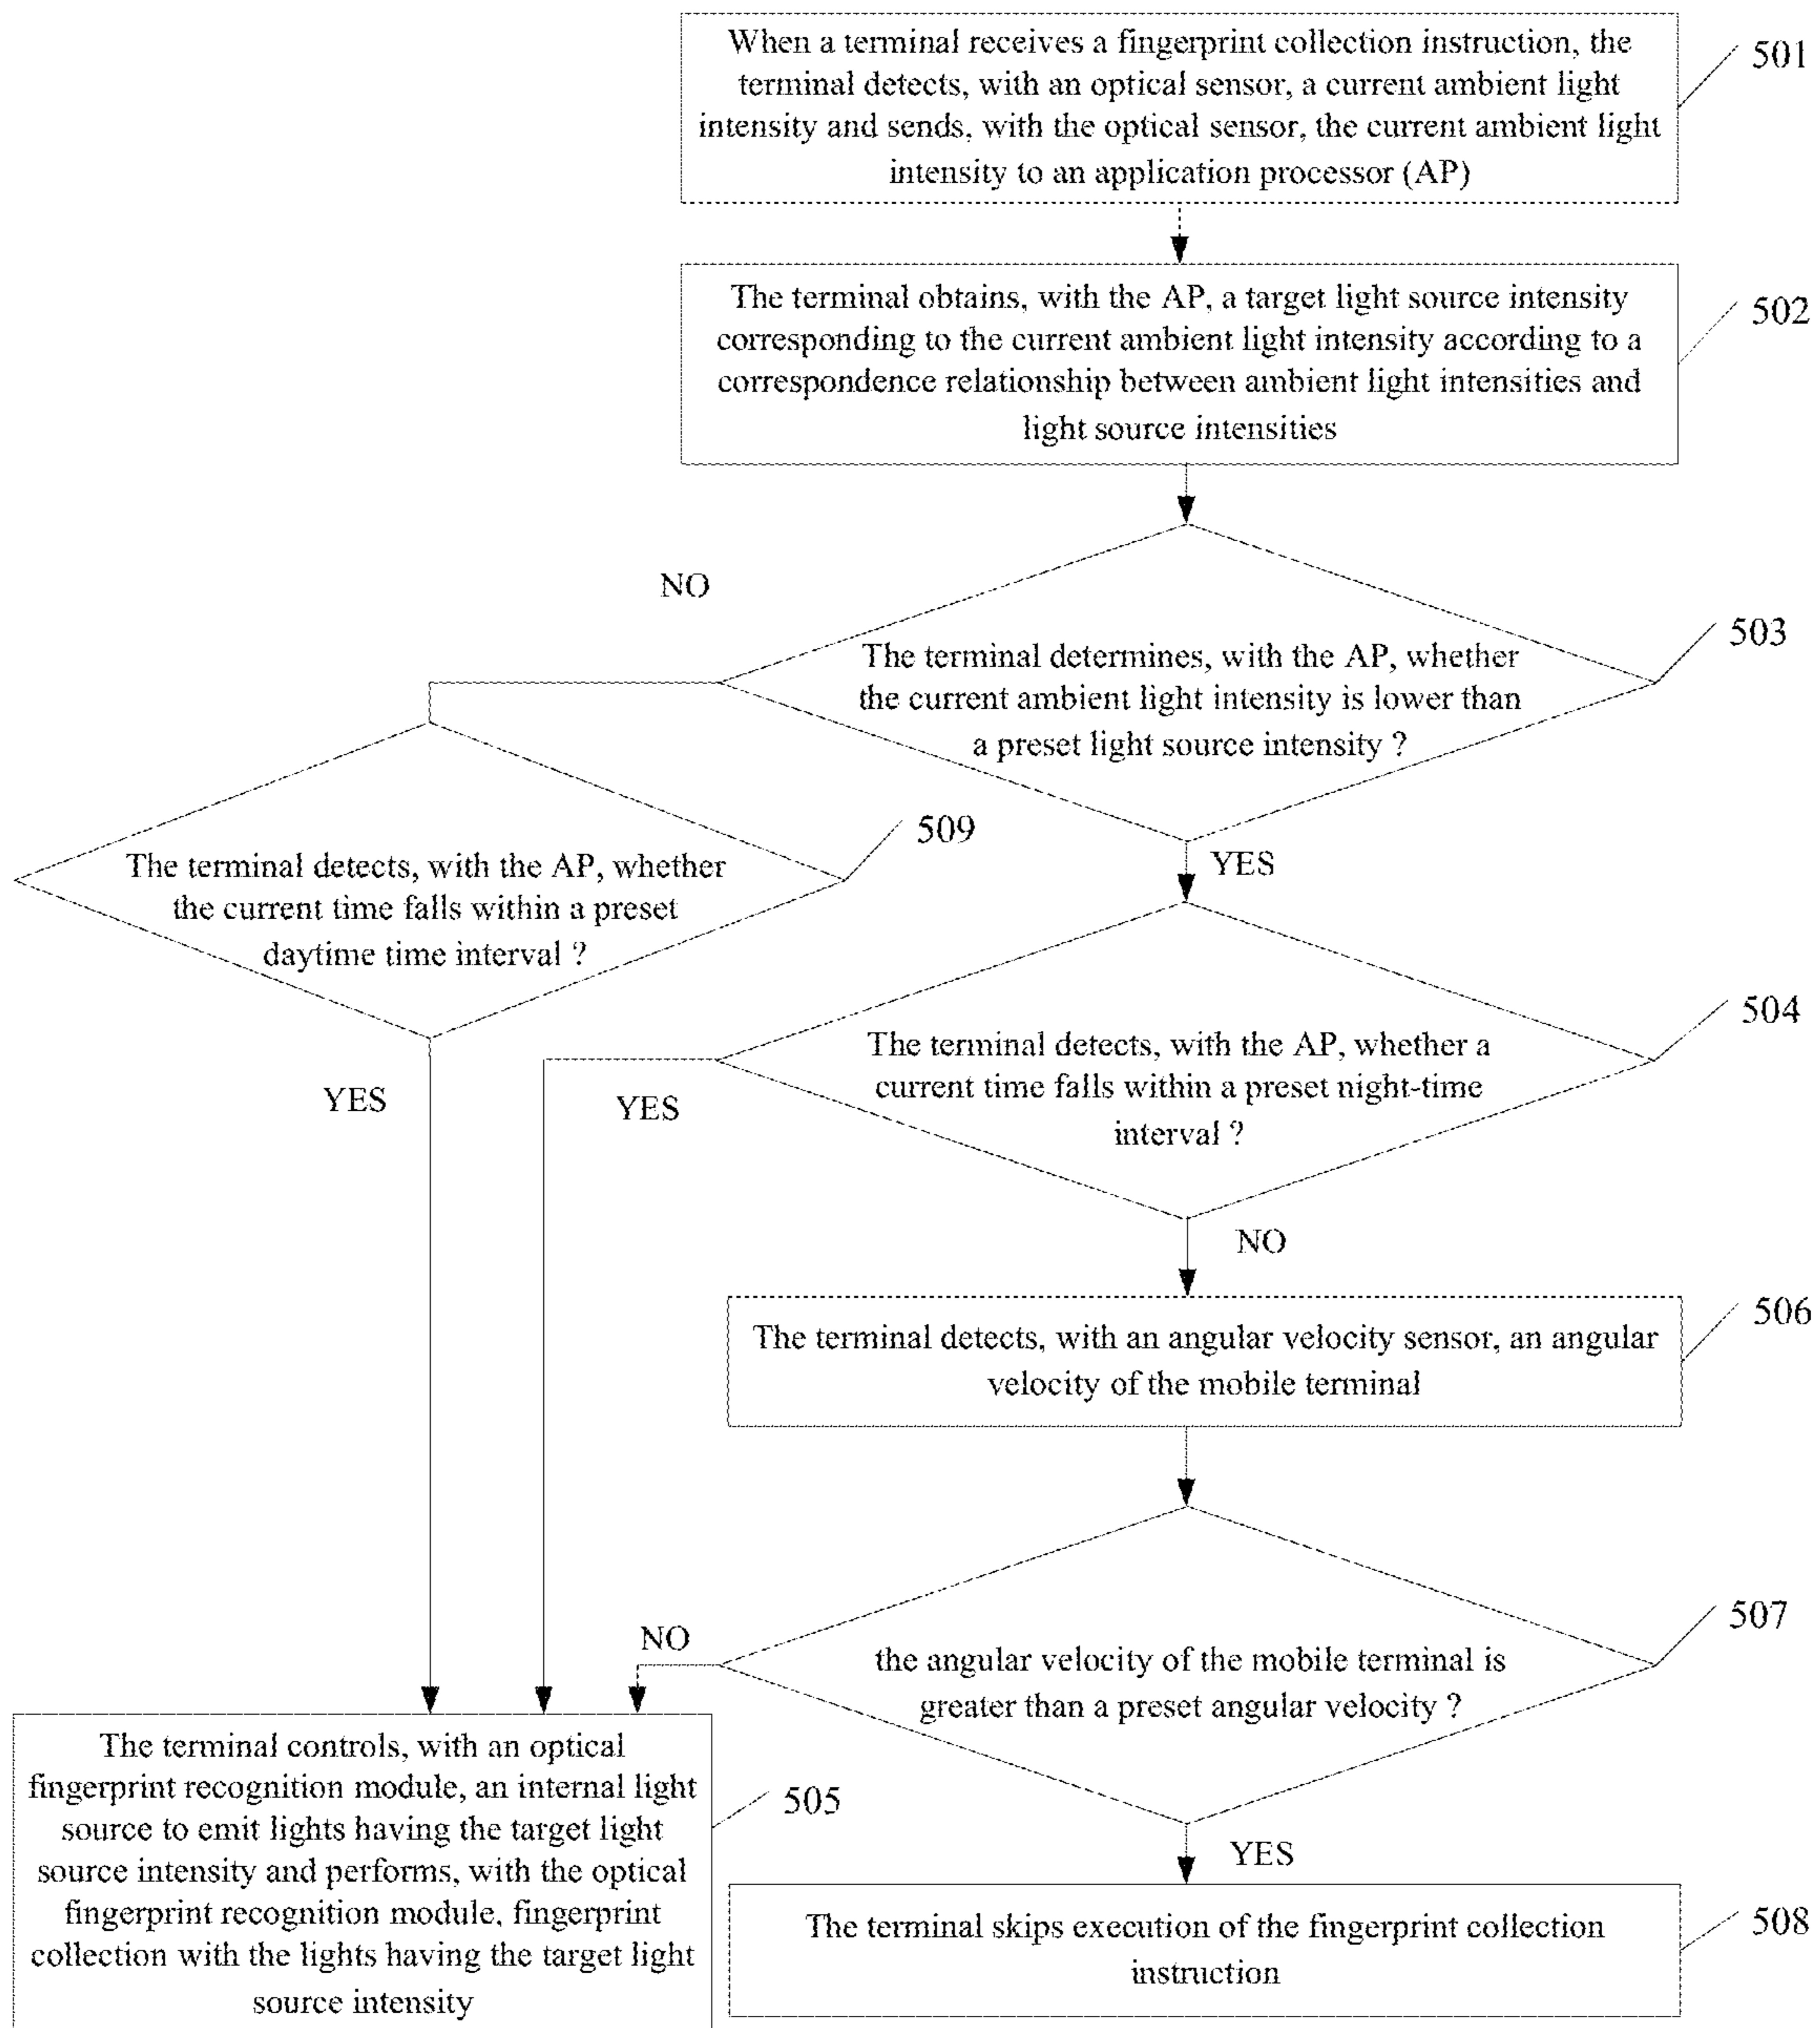 When a terminal receives a fingerprint collection instruction, the
terminal detects, with an optical sensor, a current ambient light
intensity and sends, with the optical sensor, the current ambient light
intensity to an application processor (AP)
501
The terminal obtains, with the AP, a target light source intensity
corresponding to the current ambient light intensity according to a
correspondence relationship between ambient light intensities and
light source intensities
502
NO
The terminal determines, with the AP, whether
the current ambient light intensity is lower than
a preset light source intensity ?
503
YES
The terminal detects, with the AP, whether
the current time falls within a preset
daytime time interval ?
509
YES
The terminal detects, with the AP, whether a
current time falls within a preset night-time
interval ?
504
YES
NO
The terminal detects, with an angular velocity sensor, an angular
velocity of the mobile terminal
506
the angular velocity of the mobile terminal is
greater than a preset angular velocity ?
507
NO
YES
The terminal controls, with an optical
fingerprint recognition module, an internal light
source to emit lights having the target light
source intensity and performs, with the optical
fingerprint recognition module, fingerprint
collection with the lights having the target light
source intensity
505
The terminal skips execution of the fingerprint collection
instruction
508